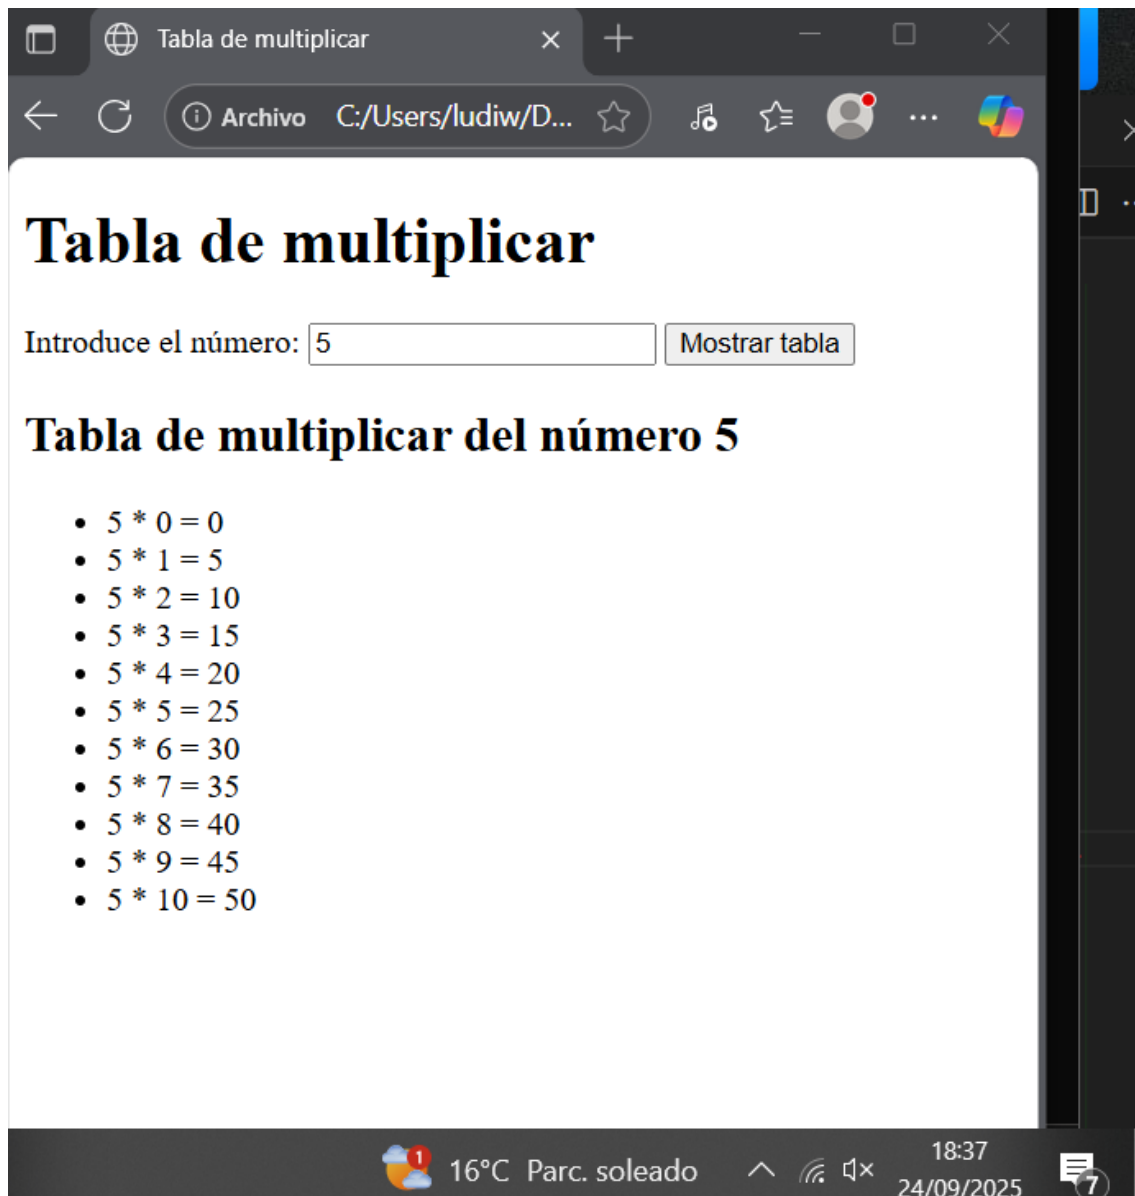 Tabla de multiplicar
Archivo C:/Users/ludiw/D...
Tabla de multiplicar
Introduce el número: 5 Mostrar tabla
Tabla de multiplicar del número 5
5 * 0 = 0
5 * 1 = 5
5 * 2 = 10
5 * 3 = 15
5 * 4 = 20
5 * 5 = 25
5 * 6 = 30
5 * 7 = 35
5 * 8 = 40
5 * 9 = 45
5 * 10 = 50
1 16°C Parc. soleado 18:37
24/09/2025 7